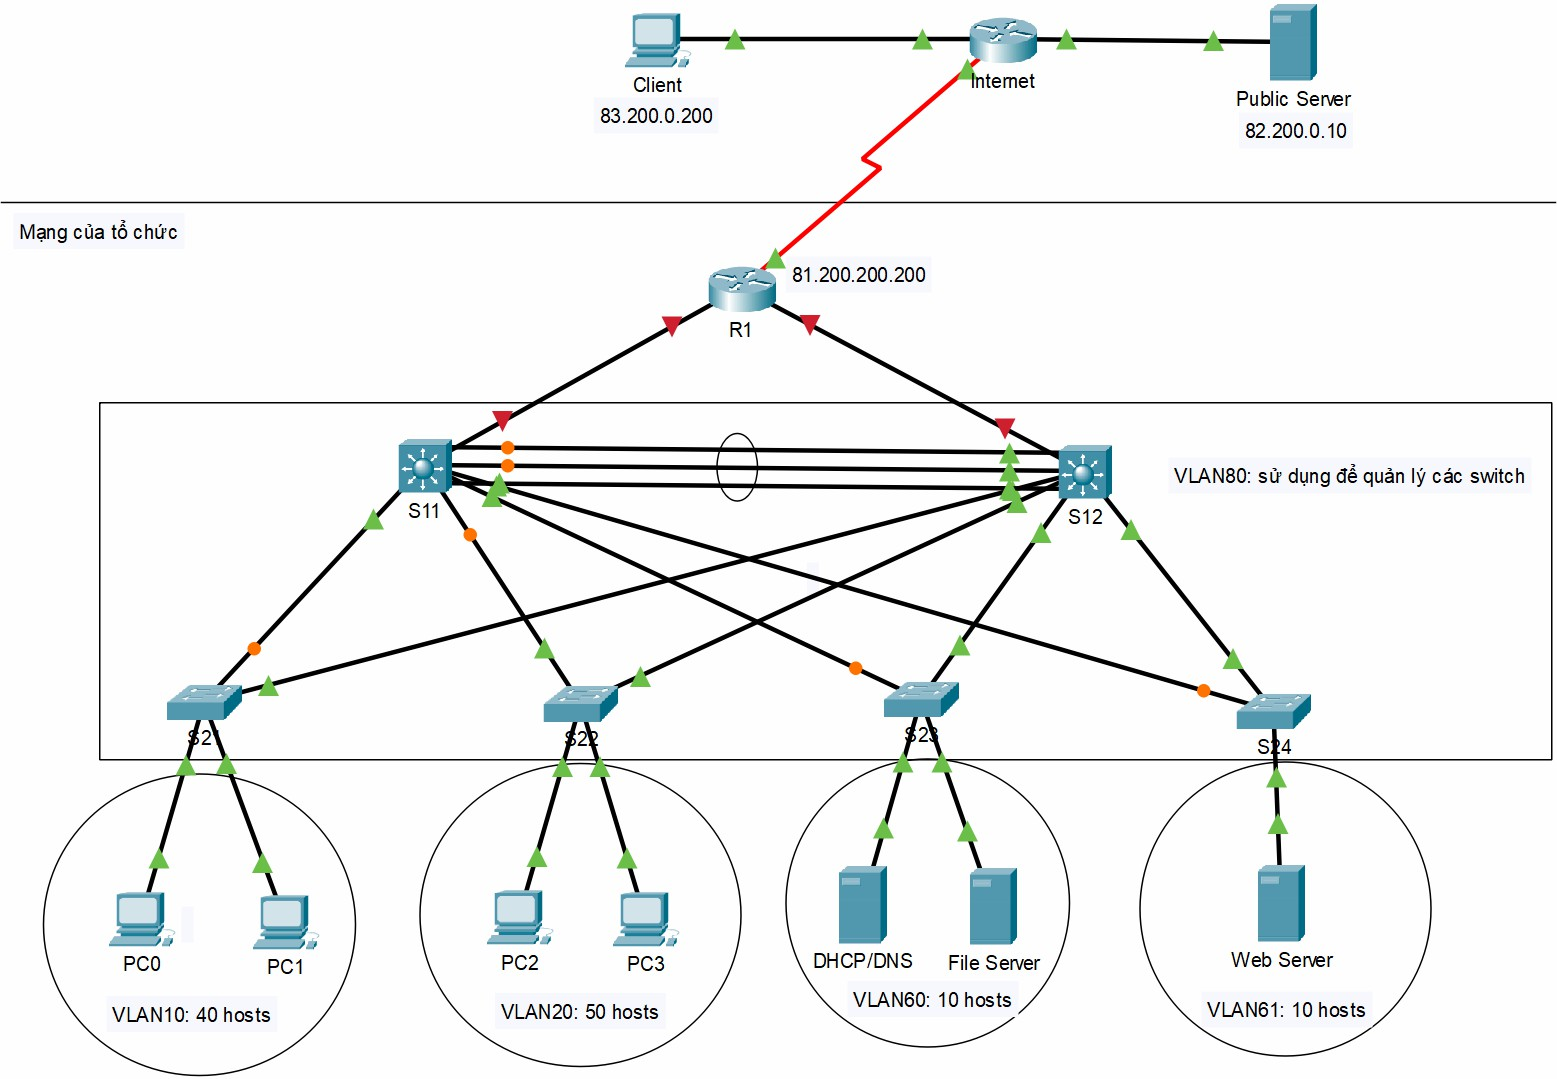 Client
83.200.0.200
Internet
Public Server
82.200.0.10
Mạng của tổ chức
81.200.200.200
R1
S11
S12
VLAN80: sử dụng để quản lý các switch
S21
S22
S23
S24
PC0
PC1
VLAN10: 40 hosts
PC2
PC3
VLAN20: 50 hosts
DHCP/DNS
File Server
VLAN60: 10 hosts
Web Server
VLAN61: 10 hosts